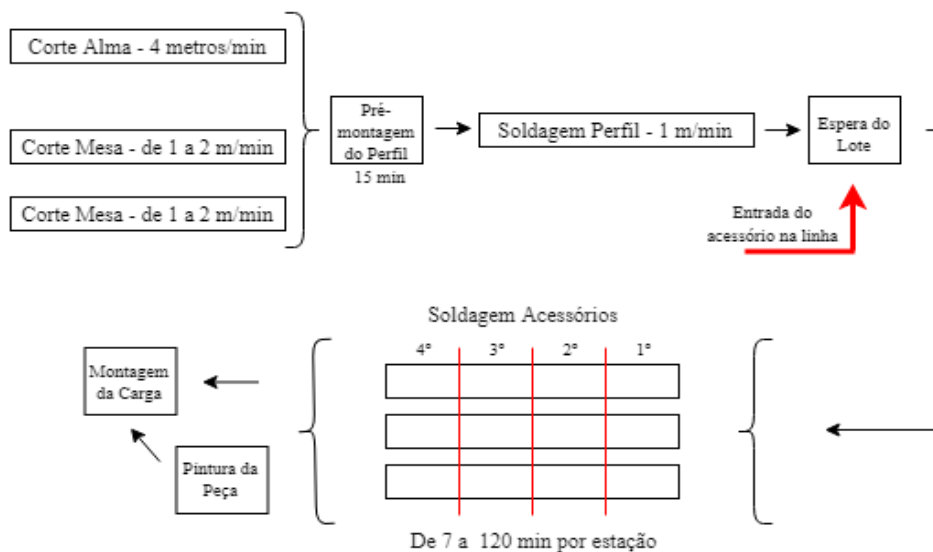 Corte Alma - 4 metros/min
Corte Mesa - de 1 a 2 m/min
Corte Mesa - de 1 a 2 m/min
Pré-
montagem
do Perfil
15 min
Soldagem Perfil - 1 m/min
Espera do
Lote
Entrada do
acessório na linha
Soldagem Acessórios
4° 3° 2° 1°
Montagem
da Carga
Pintura da
Peça
De 7 a 120 min por estação